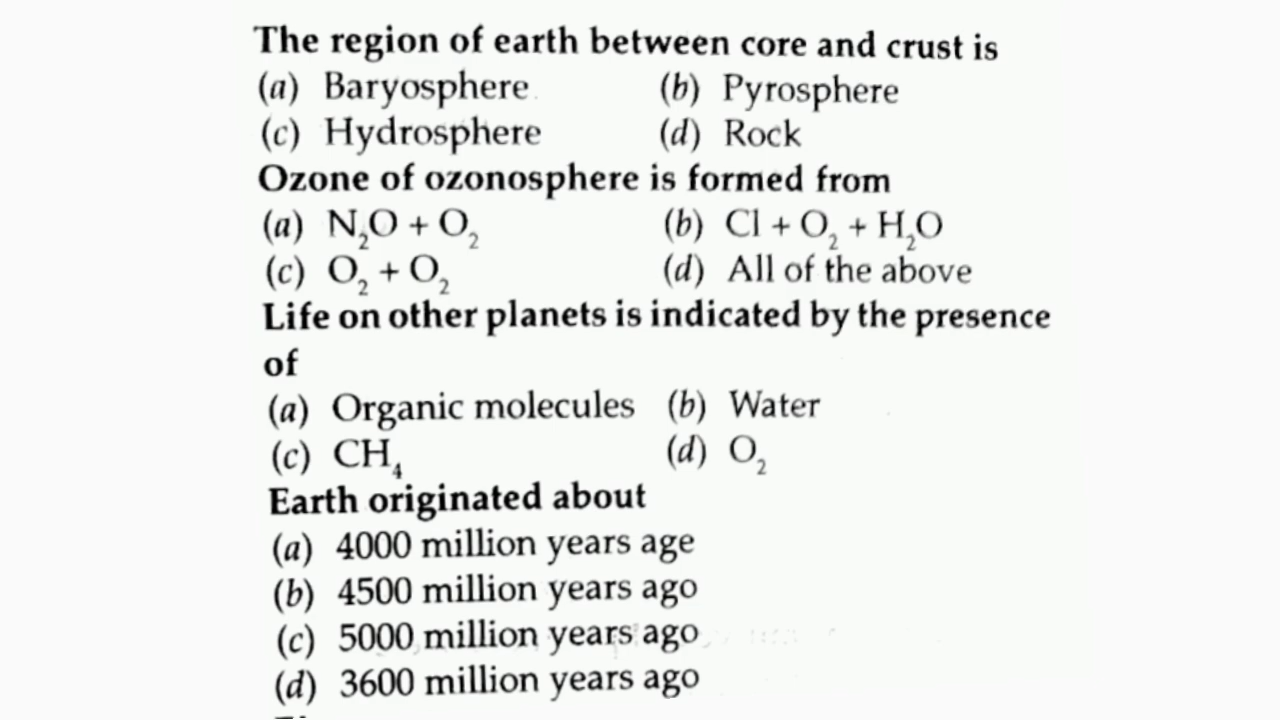 The region of earth between core and crust is
(a) Baryosphere (b) Pyrosphere
(c) Hydrosphere (d) Rock
Ozone of ozonosphere is formed from
(a) N₂O + O₂ (b) Cl + O₂ + H₂O
(c) O₂ + O₂ (d) All of the above
Life on other planets is indicated by the presence
of
(a) Organic molecules (b) Water
(c) CH₄ (d) O₂
Earth originated about
(a) 4000 million years age
(b) 4500 million years ago
(c) 5000 million years ago
(d) 3600 million years ago